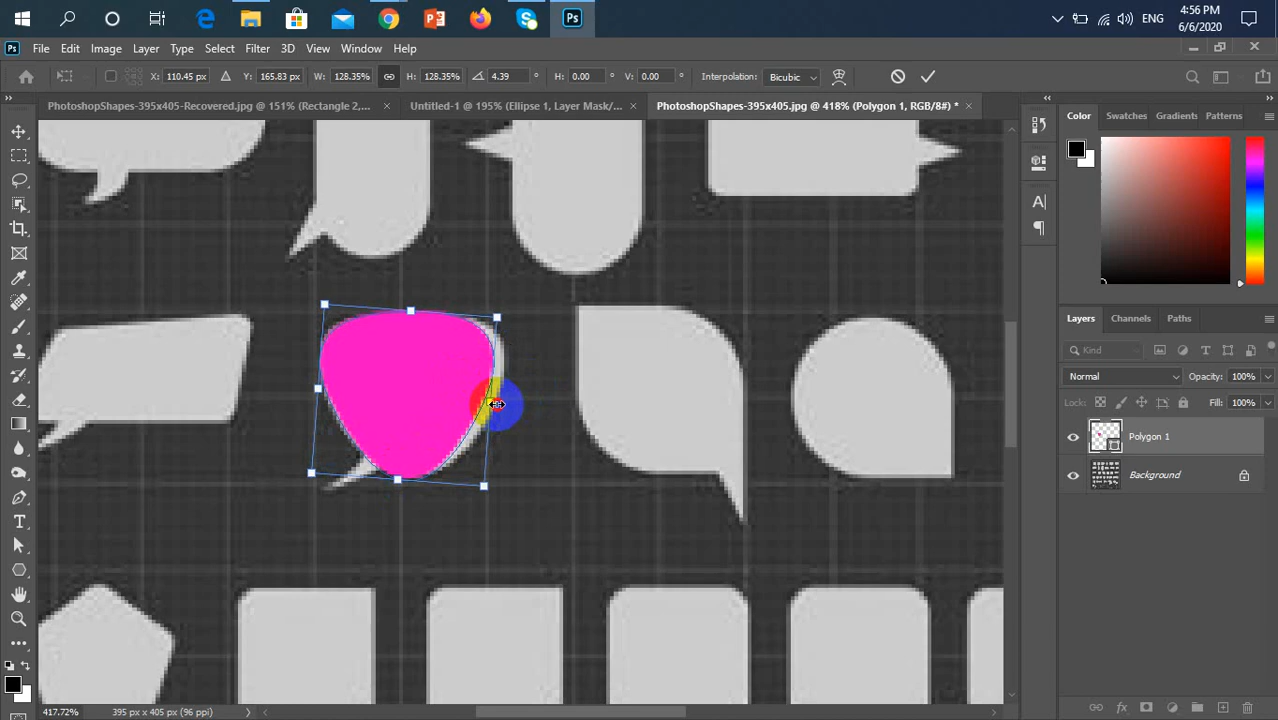 ENG
4:56 PM
6/6/2020
Ps
File Edit Image Layer Type Select Filter 3D View Window Help
X: 110.45 px Y: 165.83 px W: 128.35% H: 128.35% 4.39 ° H: 0.00 ° V: 0.00 ° Interpolation: Bicubic
PhotoshopShapes-395x405-Recovered.jpg @ 151% (Rectangle 2,... × Untitled-1 @ 195% (Ellipse 1, Layer Mask/... × PhotoshopShapes-395x405.jpg @ 418% (Polygon 1, RGB/8#) * ×
Color Swatches Gradients Patterns
Layers Channels Paths
Kind
Normal Opacity: 100%
Lock: Fill: 100%
Polygon 1
Background
417.72% 395 px x 405 px (96 ppi)